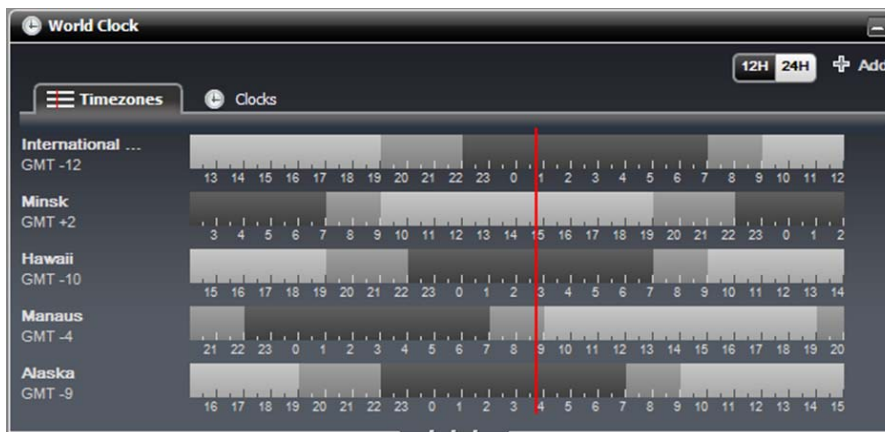 World Clock
12H 24H Add
Timezones Clocks
International ...
GMT -12
13 14 15 16 17 18 19 20 21 22 23 0 1 2 3 4 5 6 7 8 9 10 11 12
Minsk
GMT +2
3 4 5 6 7 8 9 10 11 12 13 14 15 16 17 18 19 20 21 22 23 0 1 2
Hawaii
GMT -10
15 16 17 18 19 20 21 22 23 0 1 2 3 4 5 6 7 8 9 10 11 12 13 14
Manaus
GMT -4
21 22 23 0 1 2 3 4 5 6 7 8 9 10 11 12 13 14 15 16 17 18 19 20
Alaska
GMT -9
16 17 18 19 20 21 22 23 0 1 2 3 4 5 6 7 8 9 10 11 12 13 14 15